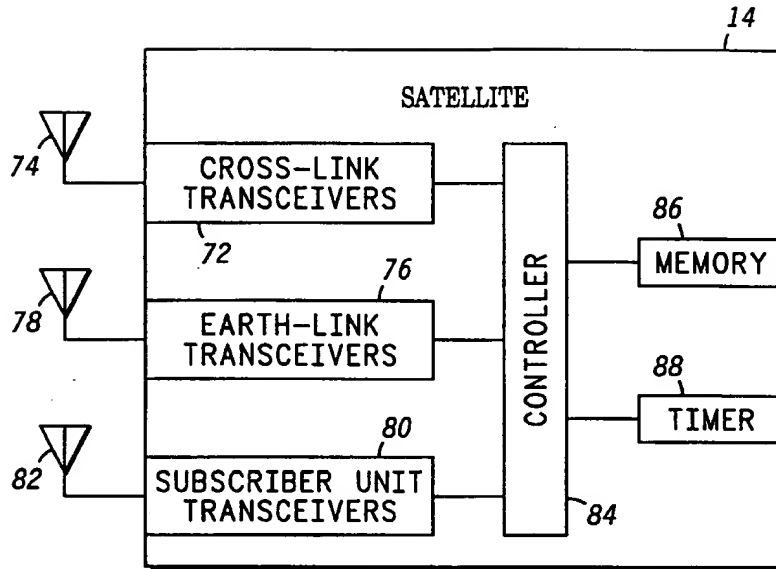 14
SATELLITE
74
CROSS-LINK
TRANSCEIVERS
72
86
MEMORY
76
78
EARTH-LINK
TRANSCEIVERS
CONTROLLER
88
TIMER
80
82
SUBSCRIBER UNIT
TRANSCEIVERS
84